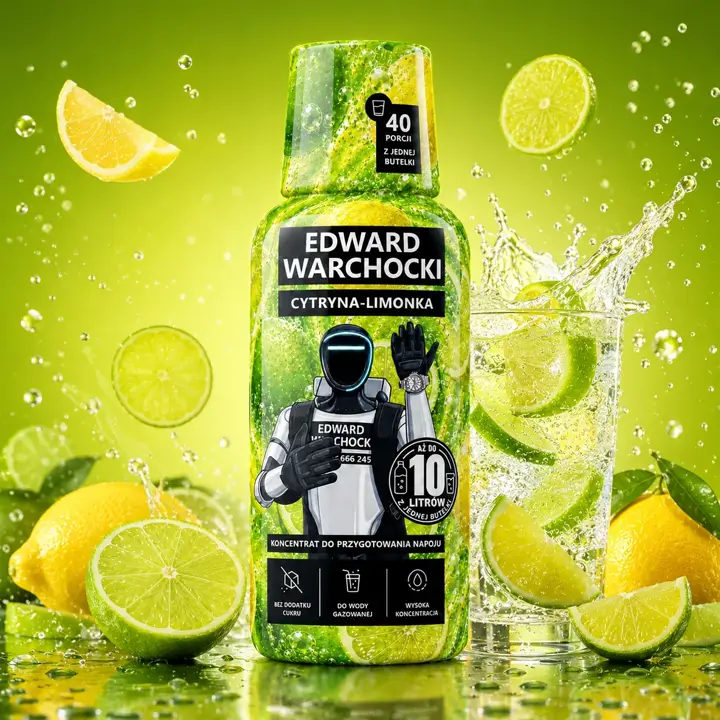 40
PORCJI
Z JEDNEJ
BUTELKI
EDWARD
WARCHOCKI
CYTRYNA-LIMONKA
EDWARD
WARCHOCK
666 245
AŻ DO
10
LITRÓW
Z JEDNEJ BUTELKI
KONCENTRAT DO PRZYGOTOWANIA NAPOJU
BEZ DODATKU
CUKRU
DO WODY
GAZOWANEJ
WYSOKA
KONCENTRACJA